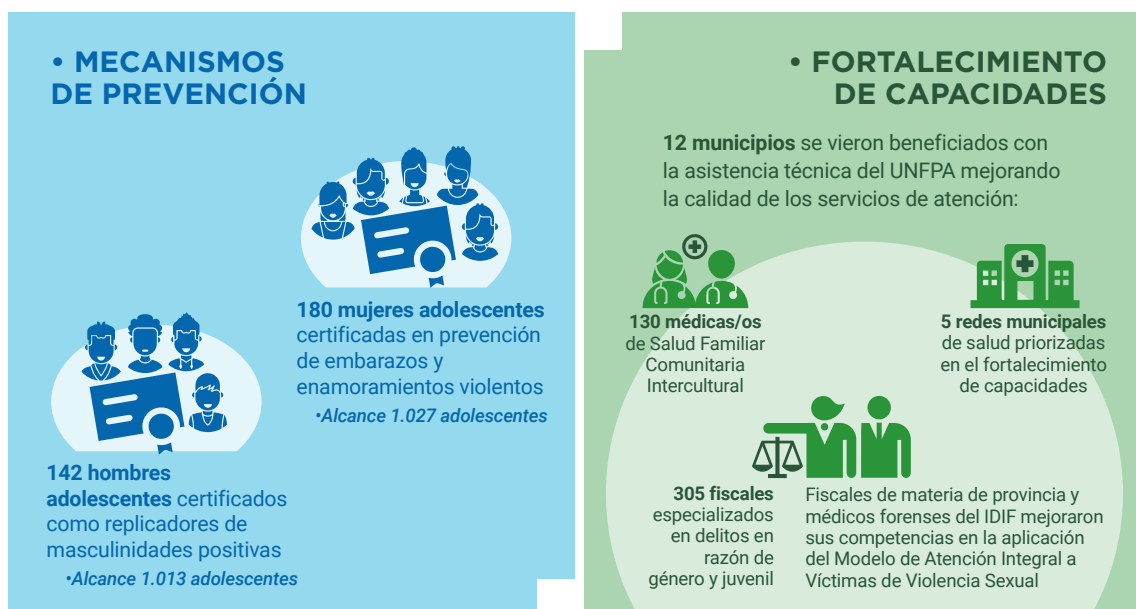 • MECANISMOS
DE PREVENCIÓN
180 mujeres adolescentes
certificadas en prevención
de embarazos y
enamoramientos violentos
•Alcance 1.027 adolescentes
142 hombres
adolescentes certificados
como replicadores de
masculinidades positivas
•Alcance 1.013 adolescentes
• FORTALECIMIENTO
DE CAPACIDADES
12 municipios se vieron beneficiados con
la asistencia técnica del UNFPA mejorando
la calidad de los servicios de atención:
130 médicas/os
de Salud Familiar
Comunitaria
Intercultural
5 redes municipales
de salud priorizadas
en el fortalecimiento
de capacidades
305 fiscales
especializados
en delitos en
razón de
género y juvenil
Fiscales de materia de provincia y
médicos forenses del IDIF mejoraron
sus competencias en la aplicación
del Modelo de Atención Integral a
Víctimas de Violencia Sexual